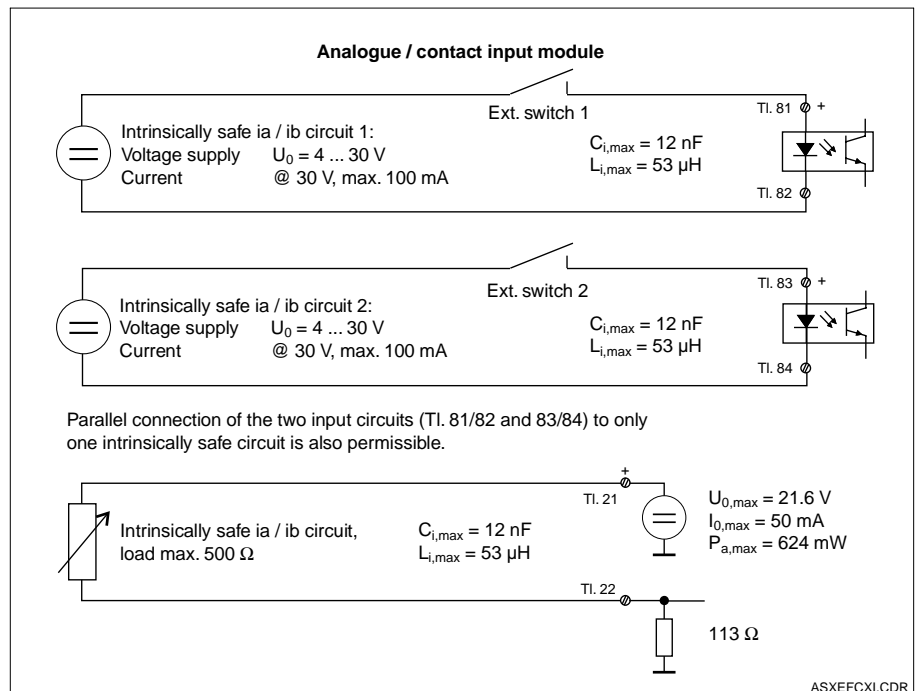 Analogue / contact input module
Ext. switch 1
Tl. 81 +
Intrinsically safe ia / ib circuit 1:
Voltage supply U0 = 4 ... 30 V
Current @ 30 V, max. 100 mA
Ci,max = 12 nF
Li,max = 53 µH
Tl. 82
Ext. switch 2
Tl. 83 +
Intrinsically safe ia / ib circuit 2:
Voltage supply U0 = 4 ... 30 V
Current @ 30 V, max. 100 mA
Ci,max = 12 nF
Li,max = 53 µH
Tl. 84
Parallel connection of the two input circuits (Tl. 81/82 and 83/84) to only
one intrinsically safe circuit is also permissible.
+
Tl. 21
Intrinsically safe ia / ib circuit,
load max. 500 Ω
Ci,max = 12 nF
Li,max = 53 µH
U0,max = 21.6 V
I0,max = 50 mA
Pa,max = 624 mW
Tl. 22
113 Ω
ASXEFCXI.CDR